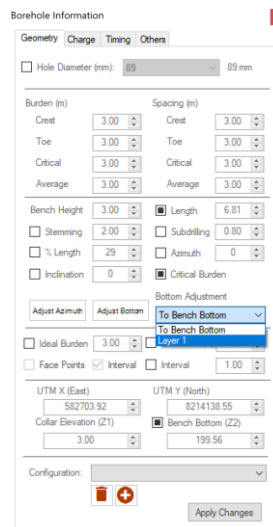 Borehole Information
Geometry Charge Timing Others
Hole Diameter (mm): 89 89 mm
Burden (m) Spacing (m)
Crest 3.00 Crest 3.00
Toe 3.00 Toe 3.00
Critical 3.00 Critical 3.00
Average 3.00 Average 3.00
Bench Height 3.00 Length 6.81
Stemming 2.00 Subdrilling 0.80
% Length 29 Azimuth 0
Inclination 0 Critical Burden
Bottom Adjustment
Adjust Azimuth Adjust Bottom To Bench Bottom
To Bench Bottom
Layer 1
Ideal Burden 3.00
Face Points Interval Interval 1.00
UTM X (East) UTM Y (North)
582703.92 8214138.55
Collar Elevation (Z1) Bench Bottom (Z2)
3.00 199.56
Configuration:
Apply Changes